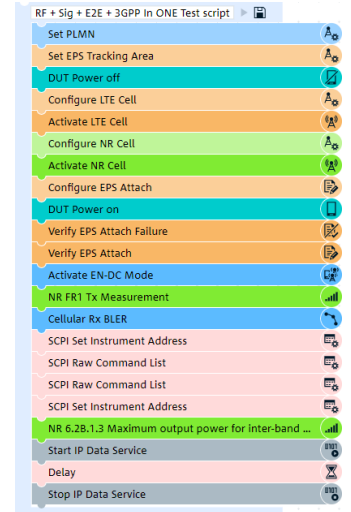 RF + Sig + E2E + 3GPP In ONE Test script
Set PLMN
Set EPS Tracking Area
DUT Power off
Configure LTE Cell
Activate LTE Cell
Configure NR Cell
Activate NR Cell
Configure EPS Attach
DUT Power on
Verify EPS Attach Failure
Verify EPS Attach
Activate EN-DC Mode
NR FR1 Tx Measurement
Cellular Rx BLER
SCPI Set Instrument Address
SCPI Raw Command List
SCPI Raw Command List
SCPI Set Instrument Address
NR 6.2B.1.3 Maximum output power for inter-band ...
Start IP Data Service
Delay
Stop IP Data Service